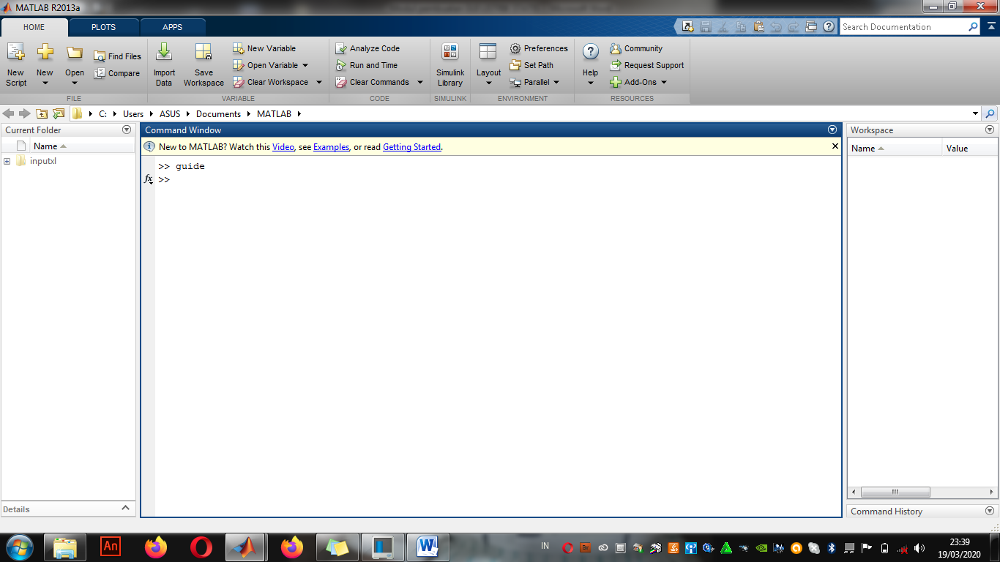 MATLAB R2013a
HOME PLOTS APPS
Search Documentation
New Script
New
Open
Find Files
Compare
FILE
Import Data
Save Workspace
New Variable
Open Variable
Clear Workspace
VARIABLE
Analyze Code
Run and Time
Clear Commands
CODE
Simulink Library
SIMULINK
Layout
Preferences
Set Path
Parallel
ENVIRONMENT
Help
Community
Request Support
Add-Ons
RESOURCES
C: Users ASUS Documents MATLAB
Current Folder
Name
inputxl
Details
Command Window
New to MATLAB? Watch this Video, see Examples, or read Getting Started.
>> guide
fx >>
Workspace
Name Value
Command History
An
Br
IN
23:39
19/03/2020